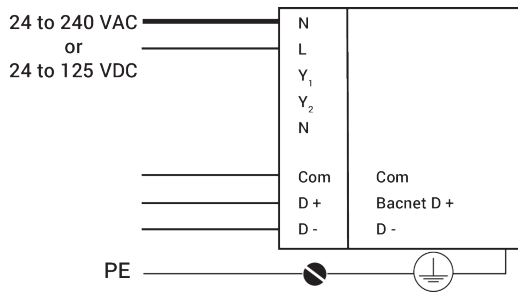 24 to 240 VAC
or
24 to 125 VDC
N
L
Y₁
Y₂
N
Com Com
D + Bacnet D +
D - D -
PE